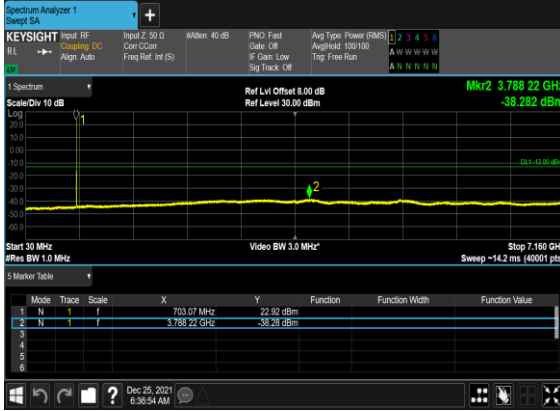 Spectrum Analyzer 1
Swept SA
+
KEYSIGHT
RL
Input: RF
Coupling: DC
Align: Auto
Input Z: 50 Ω
Corr CCorr
Freq Ref: Int (S)
#Atten: 40 dB
PNO: Fast
Gate: Off
IF Gain: Low
Sig Track: Off
Avg Type: Power (RMS)
Avg|Hold: 100/100
Trig: Free Run
1 2 3 4 5 6
A W W W W W
A N N N N N
1 Spectrum
Scale/Div 10 dB
Ref Lvl Offset 8.00 dB
Ref Level 30.00 dBm
Mkr2 3.788 22 GHz
-38.282 dBm
Log
20.0
10.0
0.00
-10.0
-20.0
-30.0
-40.0
-50.0
-60.0
1
2
DL1 -13.00 dBm
Start 30 MHz
#Res BW 1.0 MHz
Video BW 3.0 MHz*
Stop 7.160 GHz
Sweep ~14.2 ms (40001 pts)
5 Marker Table
Mode Trace Scale X Y Function Function Width Function Value
1 N 1 f 703.07 MHz 22.92 dBm
2 N 1 f 3.788 22 GHz -38.28 dBm
3
4
5
6
?
Dec 25, 2021
6:36:54 AM